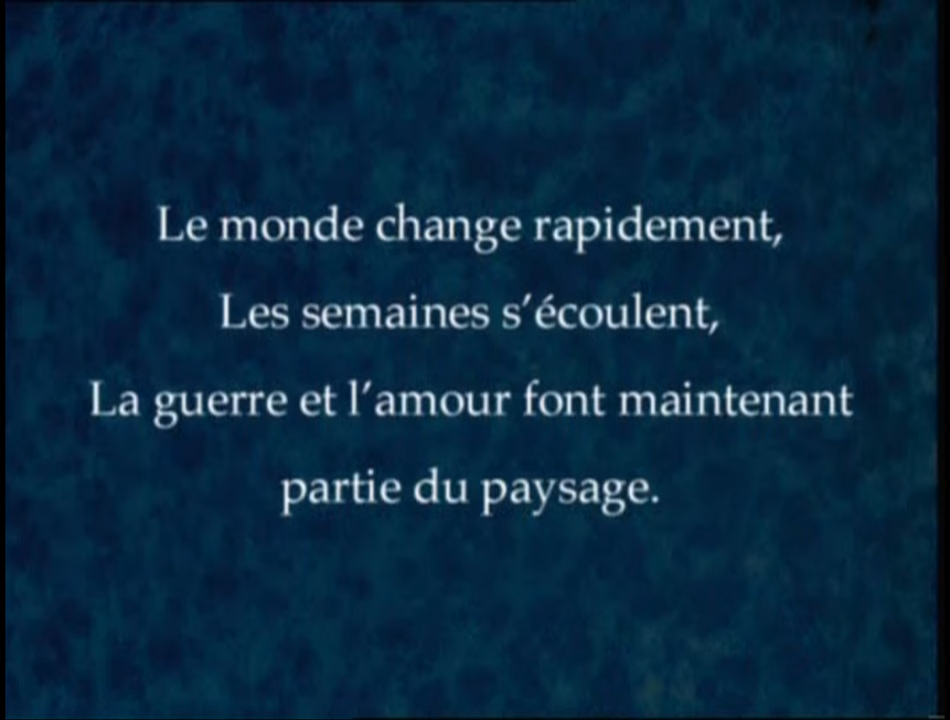 Le monde change rapidement,
Les semaines s’écoulent,
La guerre et l’amour font maintenant
partie du paysage.